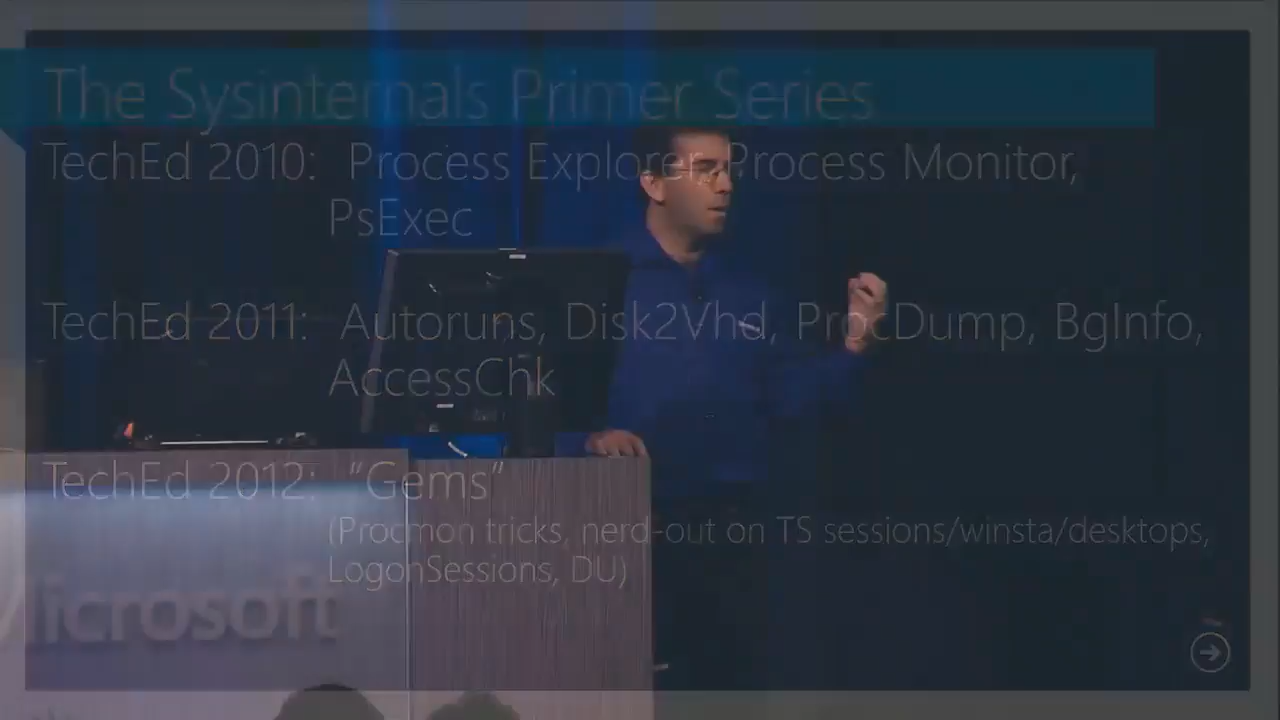 The Sysinternals Primer Series
TechEd 2010: Process Explorer, Process Monitor,
PsExec
TechEd 2011: Autoruns, Disk2Vhd, ProcDump, BgInfo,
AccessChk
TechEd 2012: “Gems”
(Procmon tricks, nerd-out on TS sessions/winsta/desktops,
LogonSessions, DU)
Microsoft